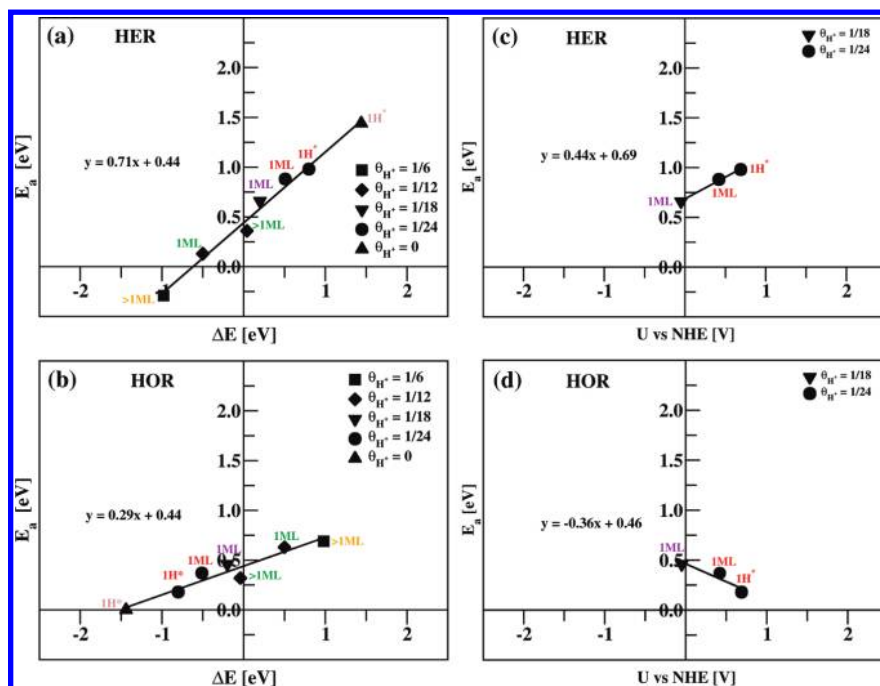 (a) HER
2.0
1.5
1.0
0.5
0.0
E_a [eV]
y = 0.71x + 0.44
1H*
1H*
1ML
1ML
>1ML
1ML
>1ML
θ_H+ = 1/6
θ_H+ = 1/12
θ_H+ = 1/18
θ_H+ = 1/24
θ_H+ = 0
-2 -1 0 1 2
ΔE [eV]
(c) HER
θ_H+ = 1/18
θ_H+ = 1/24
2.0
1.5
1.0
0.5
0.0
E_a [eV]
y = 0.44x + 0.69
1H*
1ML
1ML
-2 -1 0 1 2
U vs NHE [V]
(b) HOR
θ_H+ = 1/6
θ_H+ = 1/12
θ_H+ = 1/18
θ_H+ = 1/24
θ_H+ = 0
2.0
1.5
1.0
0.5
0.0
E_a [eV]
y = 0.29x + 0.44
1ML
1ML
>1ML
1ML
1H*
>1ML
1H*
-2 -1 0 1 2
ΔE [eV]
(d) HOR
θ_H+ = 1/18
θ_H+ = 1/24
2.0
1.5
1.0
0.5
0.0
E_a [eV]
y = -0.36x + 0.46
1ML
1ML
1H*
-2 -1 0 1 2
U vs NHE [V]